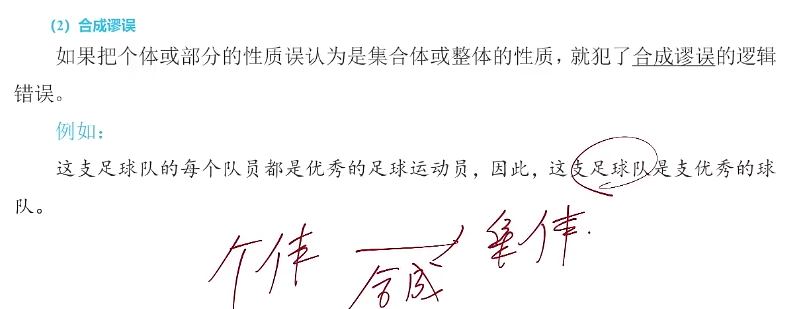 （2）合成谬误
如果把个体或部分的性质误认为是集合体或整体的性质，就犯了合成谬误的逻辑
错误。
例如：
这支足球队的每个队员都是优秀的足球运动员，因此，这支足球队是支优秀的球
队。
个体 集体
合成